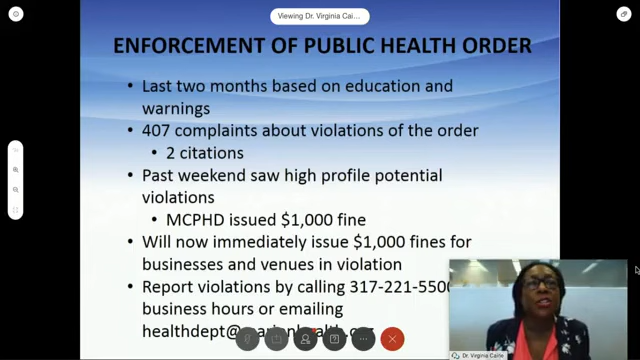 Viewing Dr. Virginia Cai...
ENFORCEMENT OF PUBLIC HEALTH ORDER
• Last two months based on education and
warnings
• 407 complaints about violations of the order
• 2 citations
• Past weekend saw high profile potential
violations
• MCPHD issued $1,000 fine
• Will now immediately issue $1,000 fines for
businesses and venues in violation
• Report violations by calling 317-221-5500
business hours or emailing
healthdept@
Dr. Virginia Caine